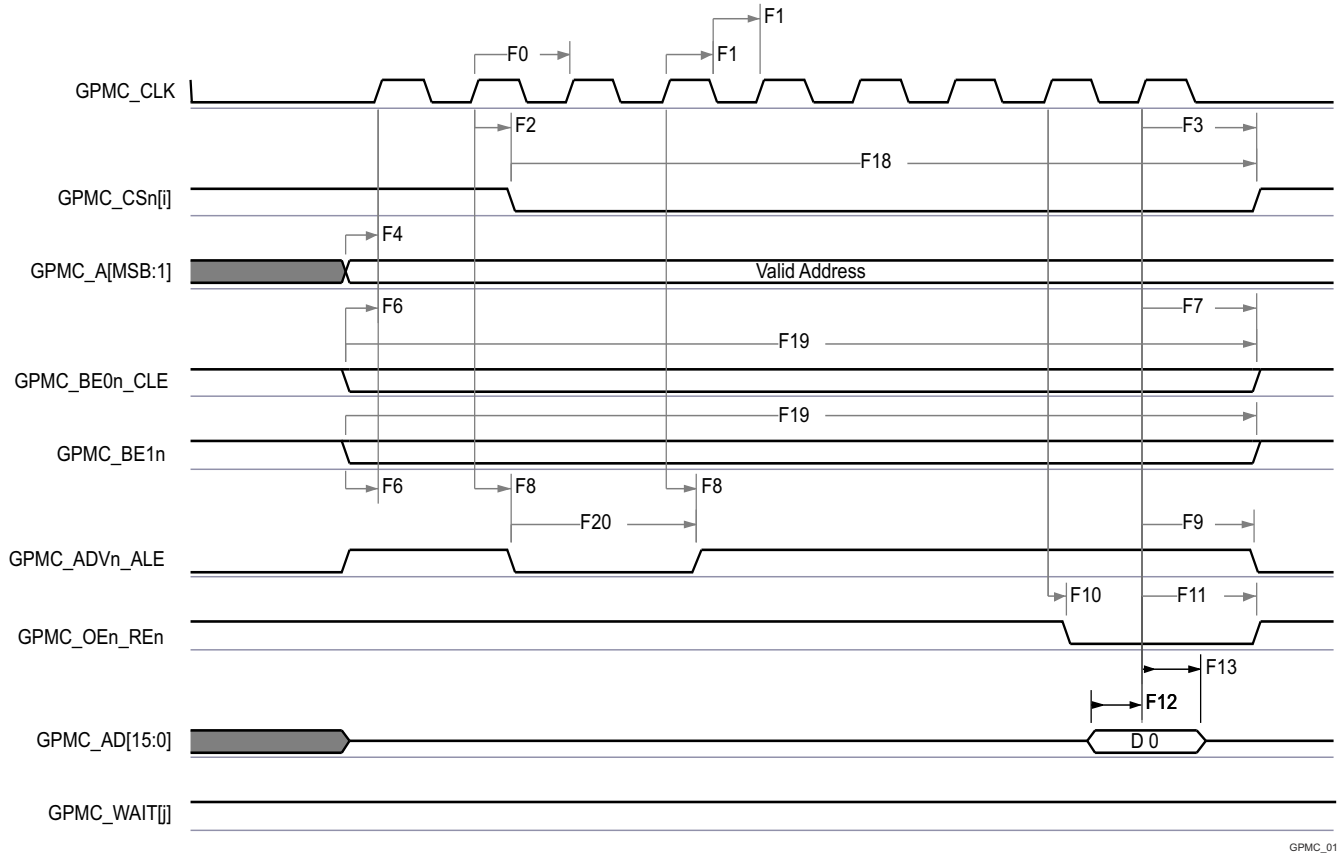 F1
F0
F1
GPMC_CLK
F2
F3
F18
GPMC_CSn[i]
F4
GPMC_A[MSB:1]
Valid Address
F6
F7
F19
GPMC_BE0n_CLE
F19
GPMC_BE1n
F6
F8
F8
F20
F9
GPMC_ADVn_ALE
F10
F11
GPMC_OEn_REn
F13
F12
GPMC_AD[15:0]
D 0
GPMC_WAIT[j]
GPMC_01